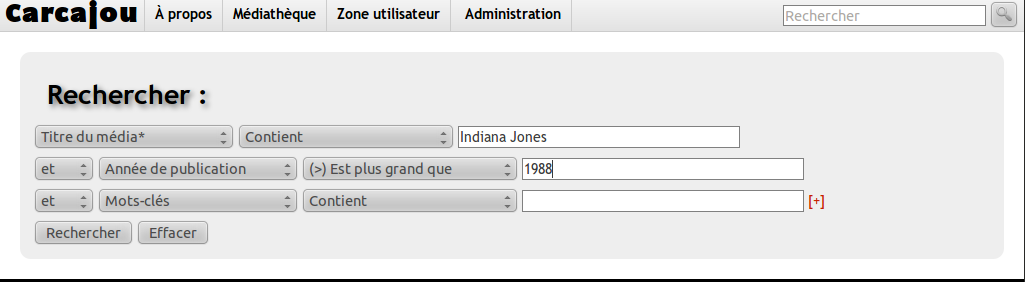 Carcajou À propos Médiathèque Zone utilisateur Administration Rechercher
Rechercher :
Titre du média* Contient Indiana Jones
et Année de publication (>) Est plus grand que 1988
et Mots-clés Contient [+]
Rechercher Effacer